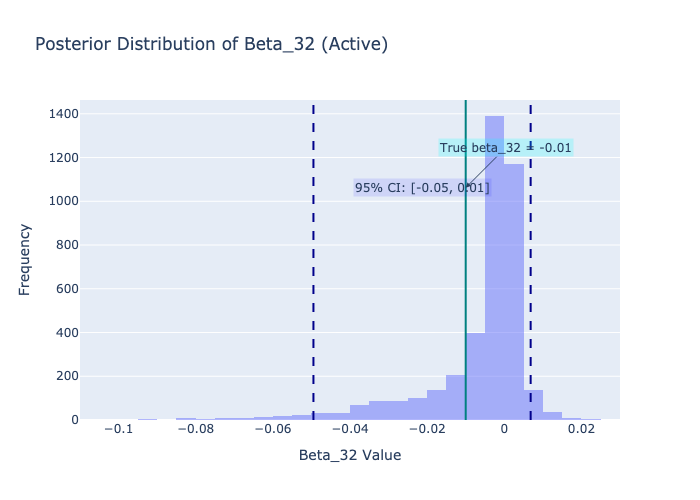 Posterior Distribution of Beta_32 (Active)
1400
True beta_32 = -0.01
1200
95% CI: [-0.05, 0.01]
1000
800
600
400
200
0
Frequency
−0.1 −0.08 −0.06 −0.04 −0.02 0 0.02
Beta_32 Value